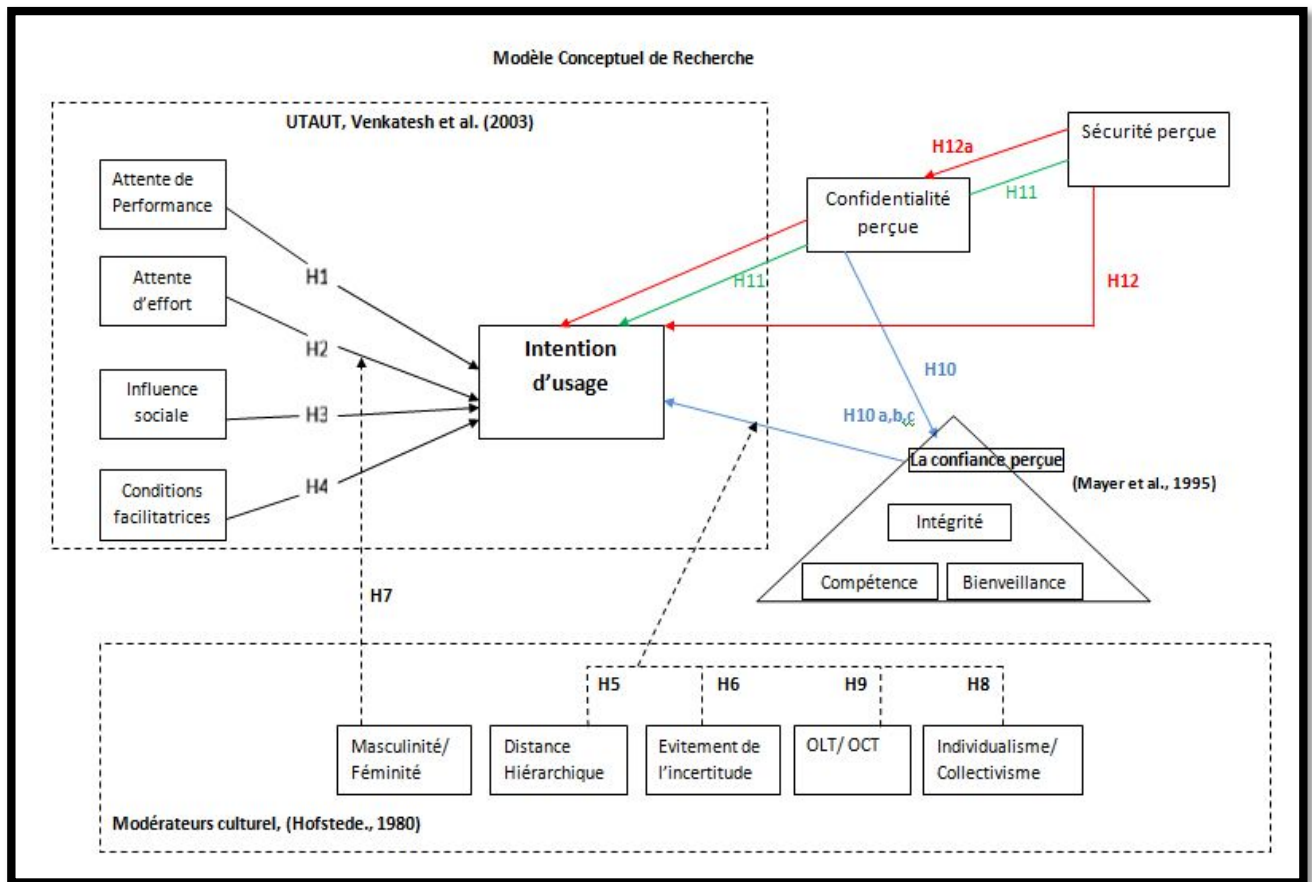 Modèle Conceptuel de Recherche
UTAUT, Venkatesh et al. (2003)
Sécurité perçue
H12a
Attente de
Performance
Confidentialité
perçue
H11
H1
Attente
d'effort
H11
H12
H2
Intention
d'usage
H10
Influence
sociale
H3
H10 a,b,c
La confiance perçue
(Mayer et al., 1995)
Conditions
facilitatrices
H4
Intégrité
Compétence
Bienveillance
H7
H5
H6
H9
H8
Masculinité/
Féminité
Distance
Hiérarchique
Evitement de
l'incertitude
OLT/ OCT
Individualisme/
Collectivisme
Modérateurs culturel, (Hofstede., 1980)